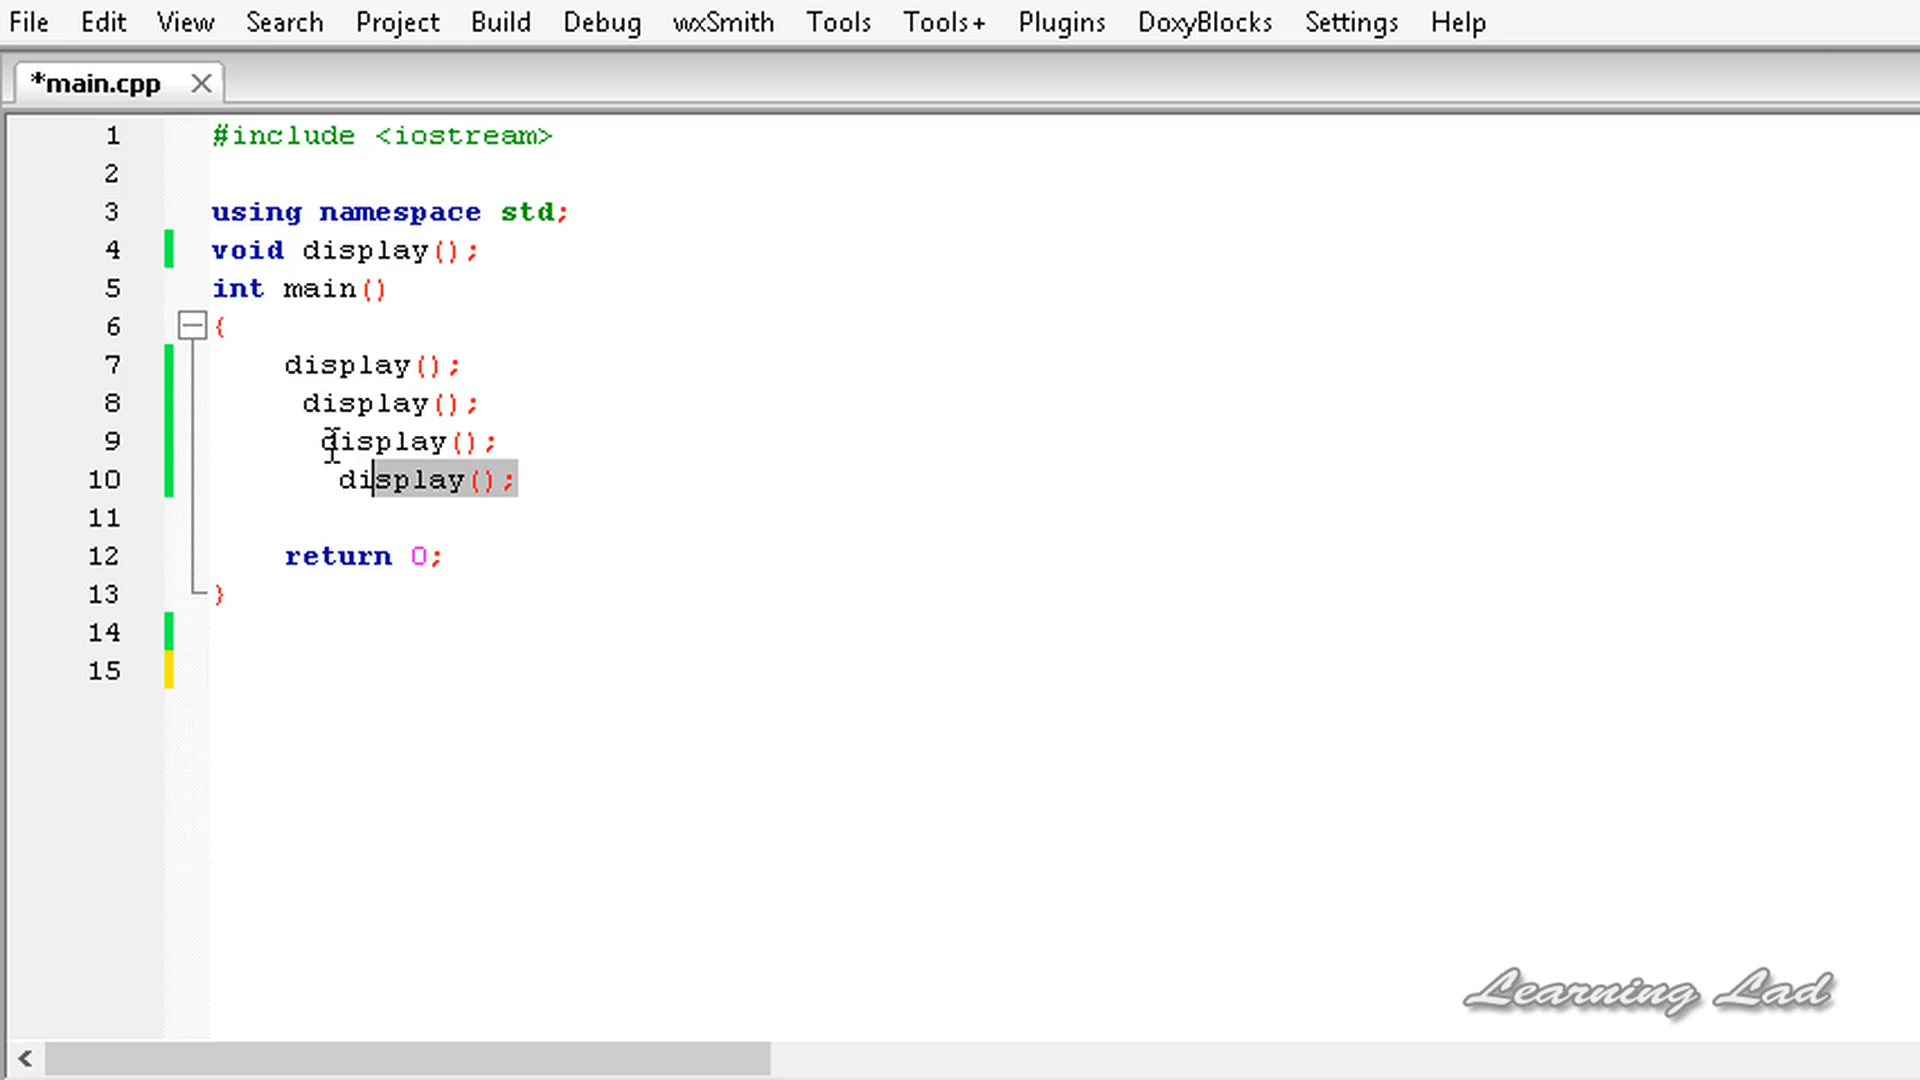 File Edit View Search Project Build Debug wxSmith Tools Tools+ Plugins DoxyBlocks Settings Help
*main.cpp
1 #include <iostream>
2
3 using namespace std;
4 void display();
5 int main()
6 {
7 display();
8 display();
9 display();
10 display();
11
12 return 0;
13 }
14
15
Learning Lad